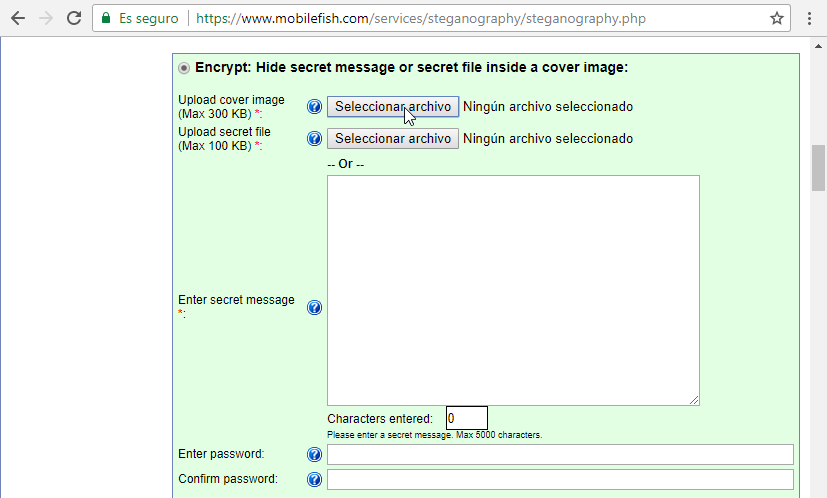 Es seguro
https://www.mobilefish.com/services/steganography/steganography.php
Encrypt: Hide secret message or secret file inside a cover image:
Upload cover image
(Max 300 KB) *:
? Seleccionar archivo Ningún archivo seleccionado
Upload secret file
(Max 100 KB) *:
? Seleccionar archivo Ningún archivo seleccionado
-- Or --
Enter secret message
*:
?
Characters entered: 0
Please enter a secret message. Max 5000 characters.
Enter password: ?
Confirm password: ?